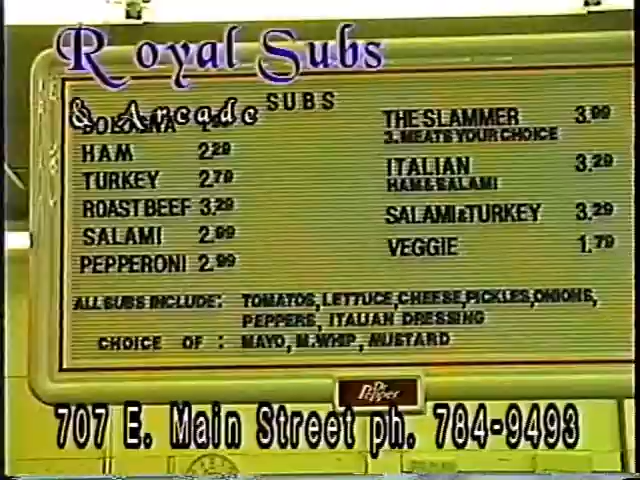 Royal Subs
& Arcade
SUBS
BOLOGNA
HAM 2.29
TURKEY 2.79
ROAST BEEF 3.29
SALAMI 2.99
PEPPERONI 2.99
THE SLAMMER 3.99
3. MEATS YOUR CHOICE
ITALIAN 3.29
HAM & SALAMI
SALAMI & TURKEY 3.29
VEGGIE 1.79
ALL SUBS INCLUDE: TOMATOS, LETTUCE, CHEESE, PICKLES, ONIONS,
PEPPERS, ITALIAN DRESSING
CHOICE OF : MAYO, M.WHIP, MUSTARD
Dr Pepper
707 E. Main Street ph. 784-9493